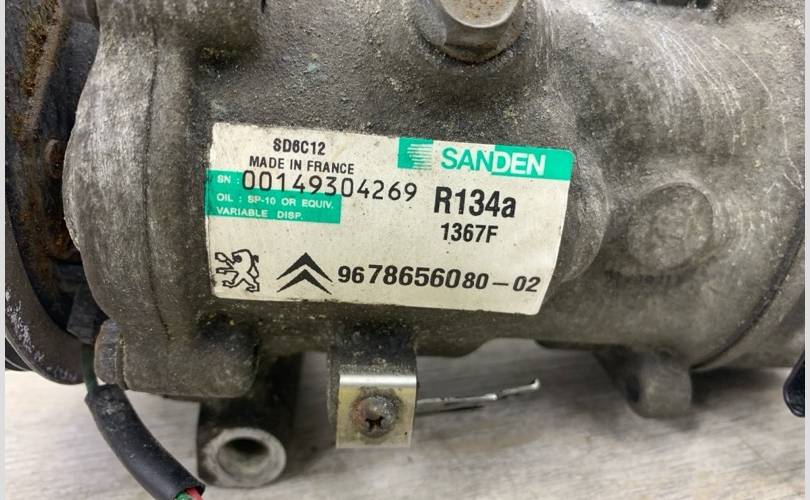 SD6C12
MADE IN FRANCE
SANDEN
SN : 00149304269
R134a
OIL : SP-10 OR EQUIV.
VARIABLE DISP.
1367F
9678656080-02